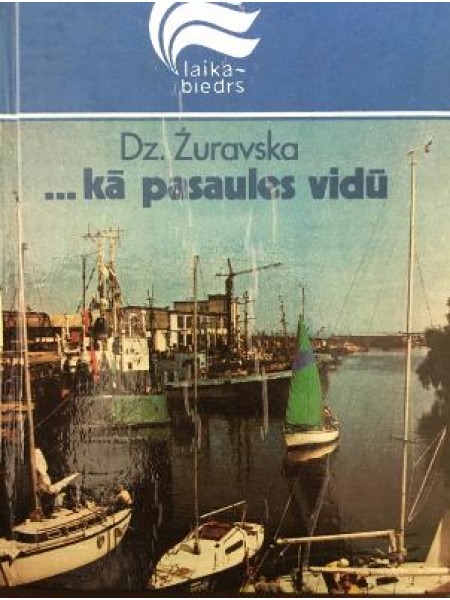 laika-
biedrs
Dz. Žuravska
...kā pasaules vidū